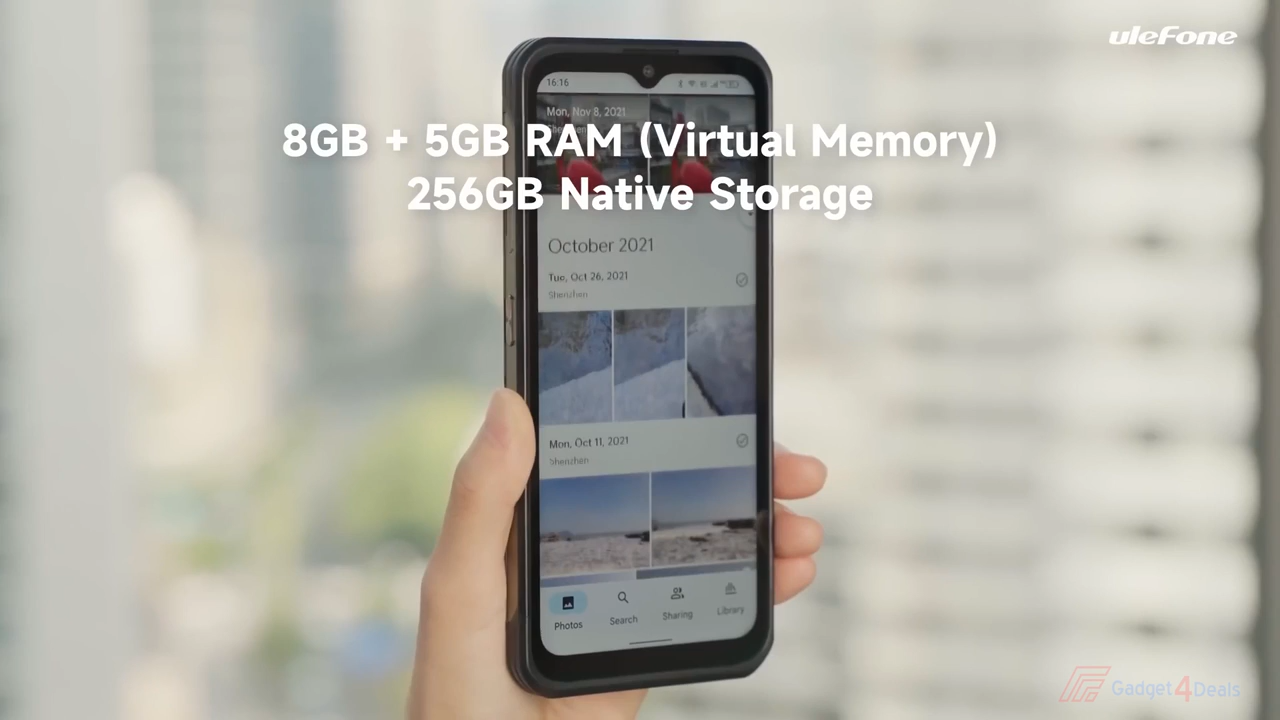 ulefone
16:16
Mon, Nov 8, 2021
8GB + 5GB RAM (Virtual Memory)
256GB Native Storage
October 2021
Tue, Oct 26, 2021
Shenzhen
Mon, Oct 11, 2021
Shenzhen
Photos
Search
Sharing
Library
Gadget4Deals